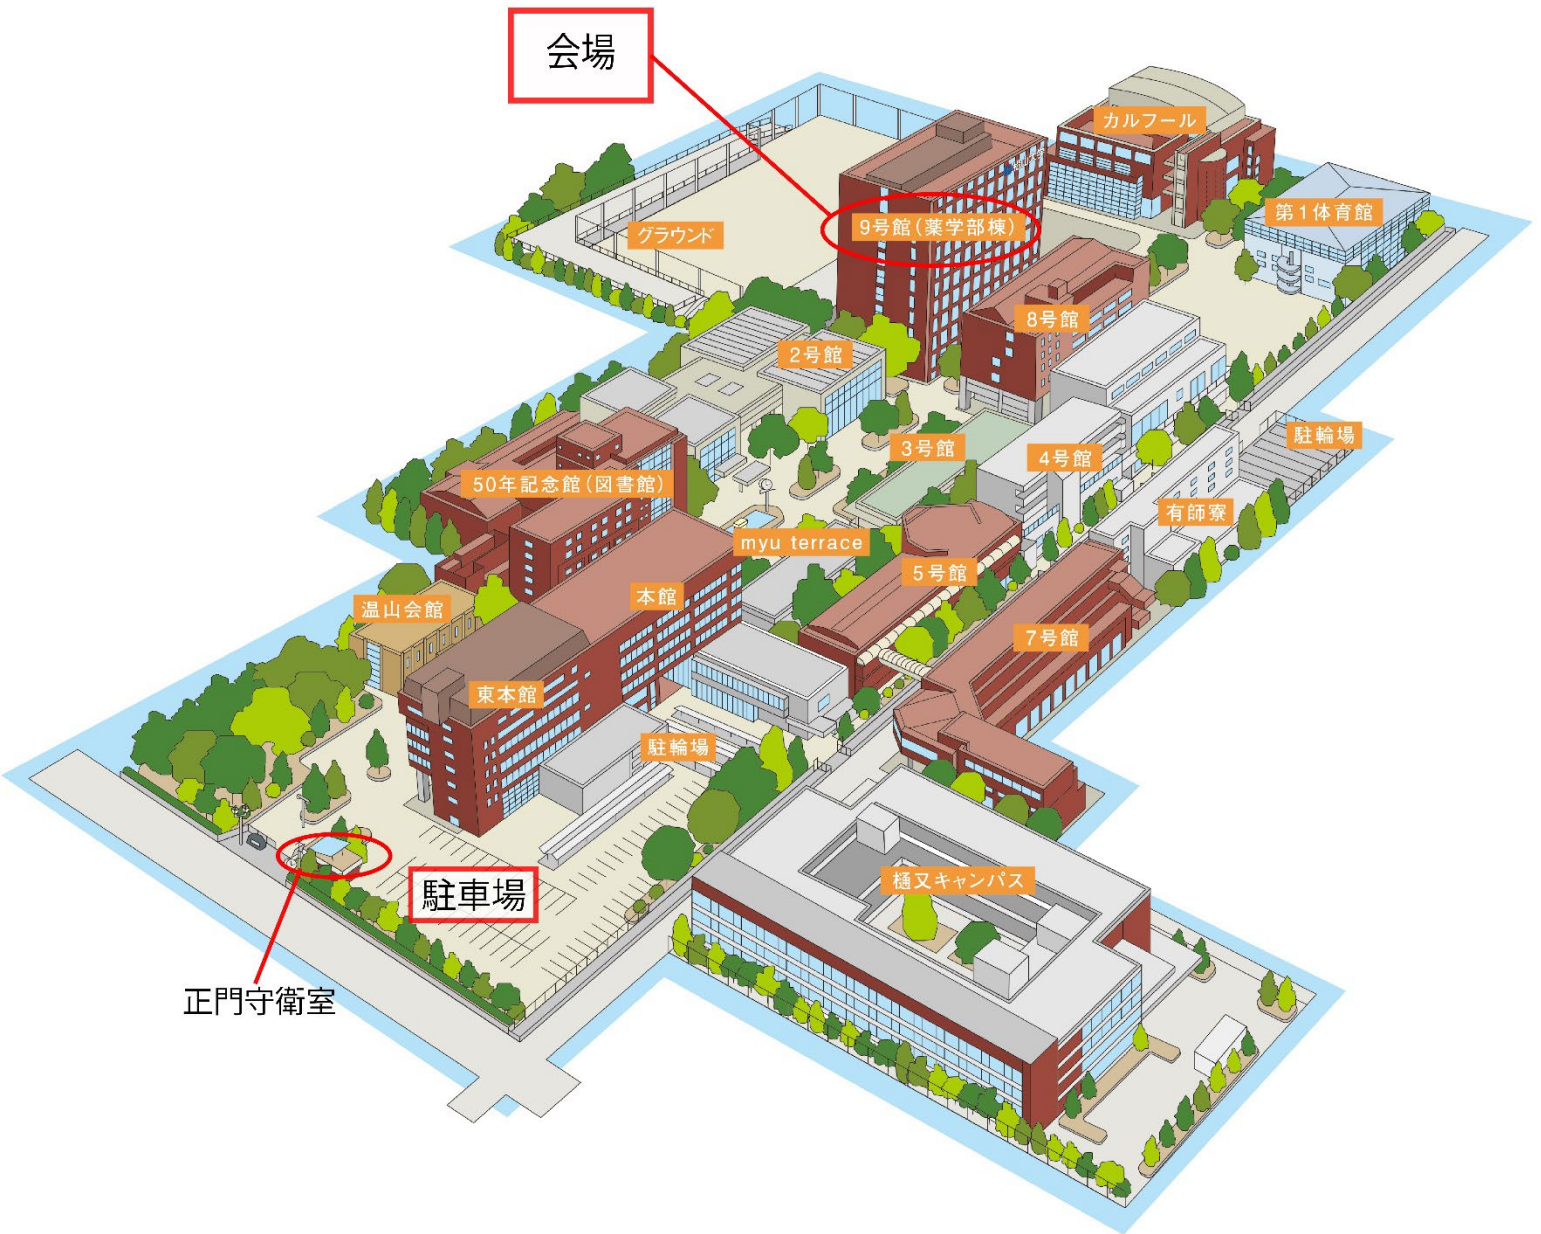 会場
カルフール
第1体育館
9号館(薬学部棟)
グラウンド
8号館
2号館
駐輪場
3号館
4号館
50年記念館(図書館)
有師寮
myu terrace
5号館
本館
温山会館
7号館
東本館
駐輪場
樋又キャンパス
駐車場
正門守衛室